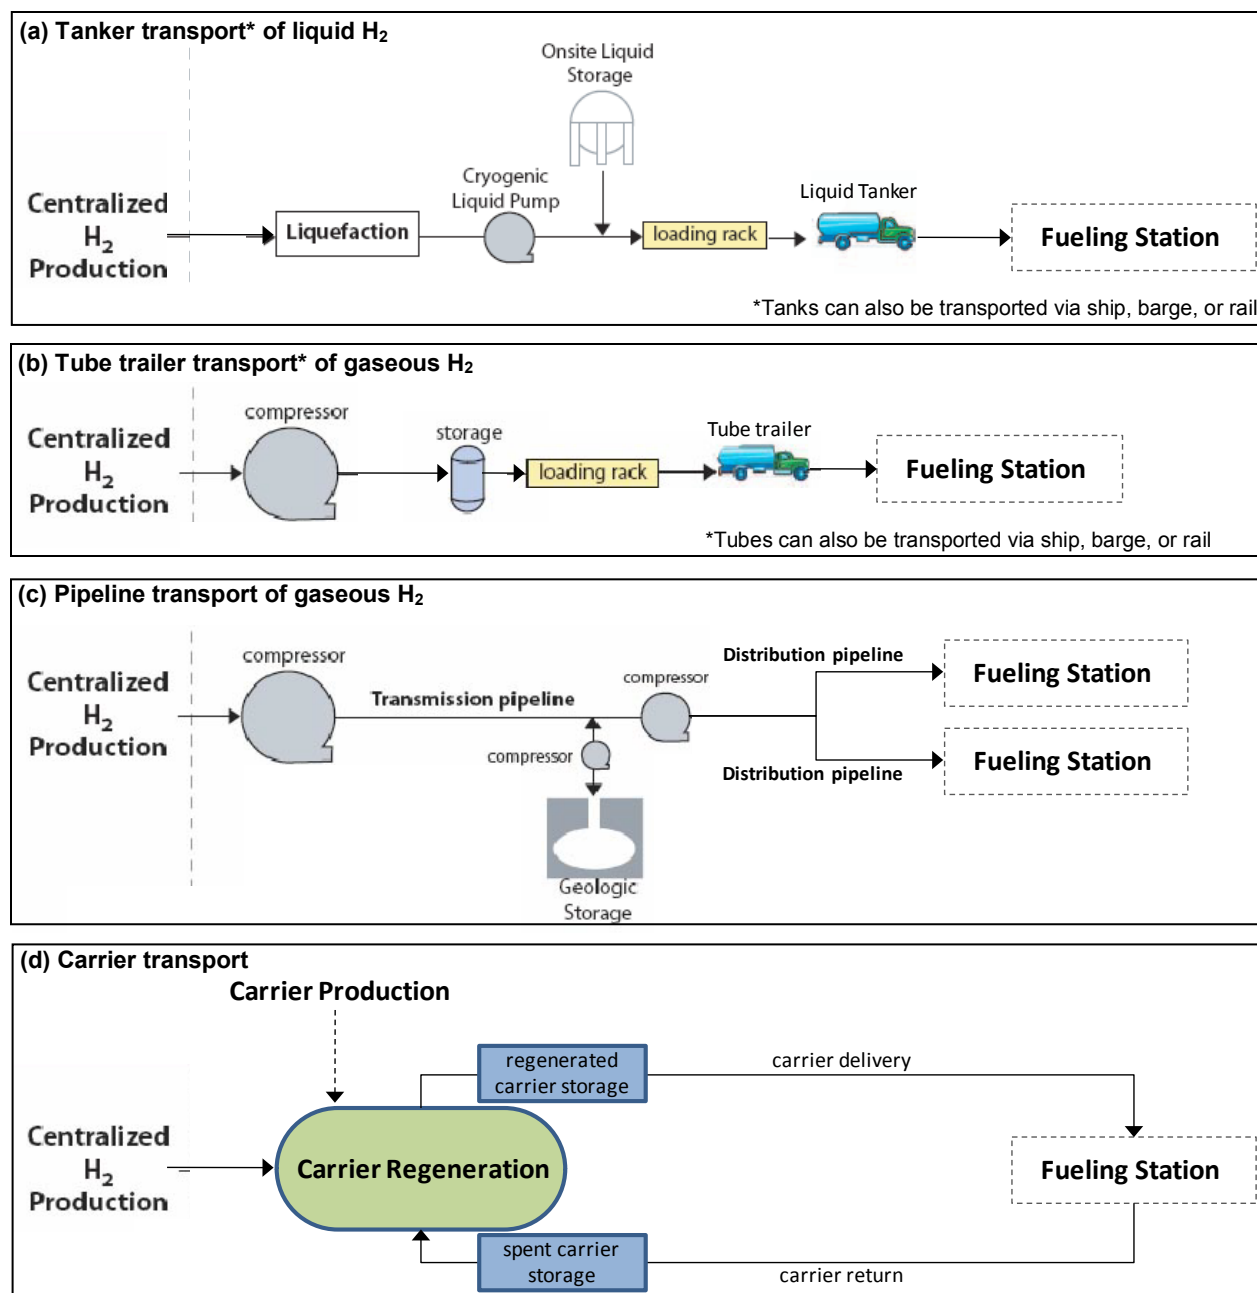 (a) Tanker transport* of liquid H₂
Onsite Liquid
Storage
Centralized
H₂
Production
Liquefaction
Cryogenic
Liquid Pump
loading rack
Liquid Tanker
Fueling Station
*Tanks can also be transported via ship, barge, or rail
(b) Tube trailer transport* of gaseous H₂
Centralized
H₂
Production
compressor
storage
loading rack
Tube trailer
Fueling Station
*Tubes can also be transported via ship, barge, or rail
(c) Pipeline transport of gaseous H₂
Centralized
H₂
Production
compressor
Transmission pipeline
compressor
compressor
Geologic
Storage
Distribution pipeline
Fueling Station
Distribution pipeline
Fueling Station
(d) Carrier transport
Carrier Production
Centralized
H₂
Production
Carrier Regeneration
regenerated
carrier storage
carrier delivery
Fueling Station
spent carrier
storage
carrier return